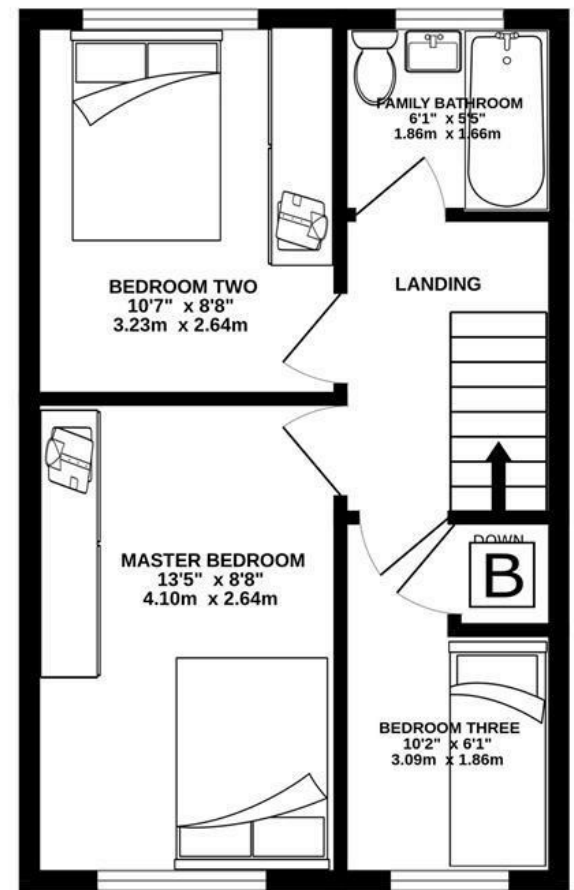 FAMILY BATHROOM
6'1" x 5'5"
1.86m x 1.66m
BEDROOM TWO
10'7" x 8'8"
3.23m x 2.64m
LANDING
MASTER BEDROOM
13'5" x 8'8"
4.10m x 2.64m
DOWN
B
BEDROOM THREE
10'2" x 6'1"
3.09m x 1.86m